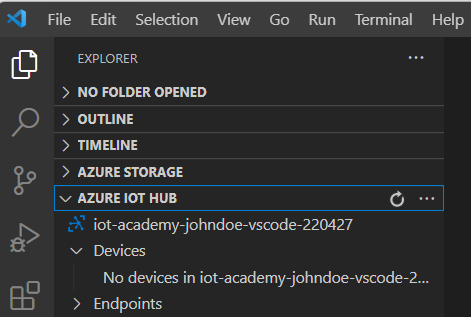 File Edit Selection View Go Run Terminal Help
EXPLORER ...
NO FOLDER OPENED
OUTLINE
TIMELINE
AZURE STORAGE
AZURE IOT HUB ...
iot-academy-johndoe-vscode-220427
Devices
No devices in iot-academy-johndoe-vscode-2...
Endpoints